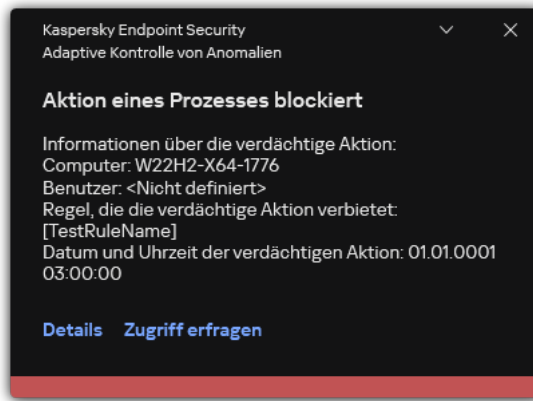 Kaspersky Endpoint Security
Adaptive Kontrolle von Anomalien
Aktion eines Prozesses blockiert
Informationen über die verdächtige Aktion:
Computer: W22H2-X64-1776
Benutzer: <Nicht definiert>
Regel, die die verdächtige Aktion verbietet:
[TestRuleName]
Datum und Uhrzeit der verdächtigen Aktion: 01.01.0001
03:00:00
Details Zugriff erfragen